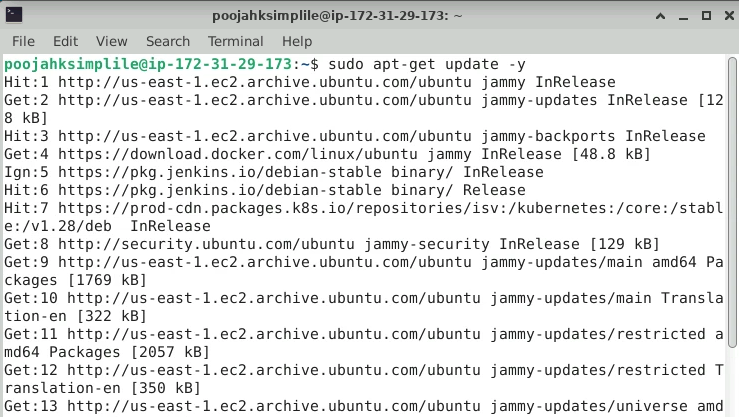 poojahksimplile@ip-172-31-29-173: ~
File Edit View Search Terminal Help
poojahksimplile@ip-172-31-29-173:~$ sudo apt-get update -y
Hit:1 http://us-east-1.ec2.archive.ubuntu.com/ubuntu jammy InRelease
Get:2 http://us-east-1.ec2.archive.ubuntu.com/ubuntu jammy-updates InRelease [12
8 kB]
Hit:3 http://us-east-1.ec2.archive.ubuntu.com/ubuntu jammy-backports InRelease
Get:4 https://download.docker.com/linux/ubuntu jammy InRelease [48.8 kB]
Ign:5 https://pkg.jenkins.io/debian-stable binary/ InRelease
Hit:6 https://pkg.jenkins.io/debian-stable binary/ Release
Hit:7 https://prod-cdn.packages.k8s.io/repositories/isv:/kubernetes:/core:/stabl
e:/v1.28/deb  InRelease
Get:8 http://security.ubuntu.com/ubuntu jammy-security InRelease [129 kB]
Get:9 http://us-east-1.ec2.archive.ubuntu.com/ubuntu jammy-updates/main amd64 Pa
ckages [1769 kB]
Get:10 http://us-east-1.ec2.archive.ubuntu.com/ubuntu jammy-updates/main Transla
tion-en [322 kB]
Get:11 http://us-east-1.ec2.archive.ubuntu.com/ubuntu jammy-updates/restricted a
md64 Packages [2057 kB]
Get:12 http://us-east-1.ec2.archive.ubuntu.com/ubuntu jammy-updates/restricted T
ranslation-en [350 kB]
Get:13 http://us-east-1.ec2.archive.ubuntu.com/ubuntu jammy-updates/universe amd